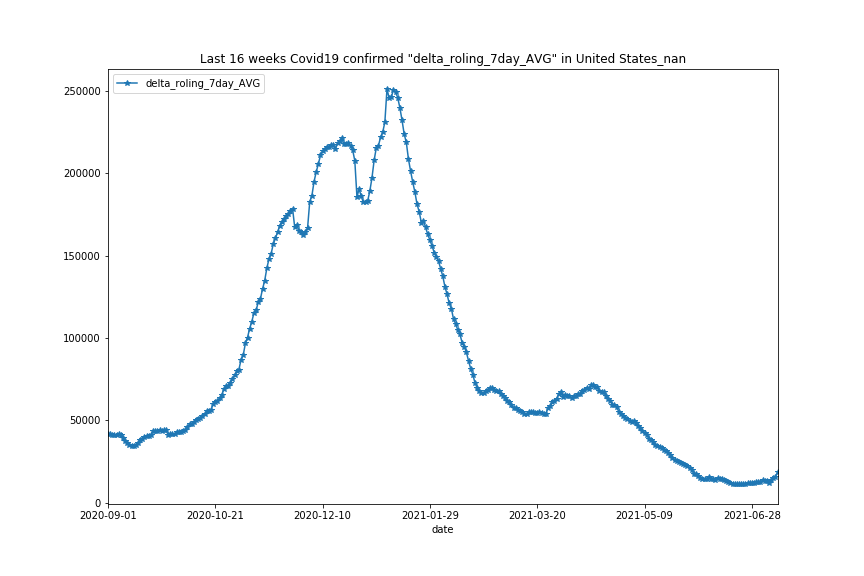 Last 16 weeks Covid19 confirmed "delta_roling_7day_AVG" in United States_nan
delta_roling_7day_AVG
250000
200000
150000
100000
50000
0
2020-09-01 2020-10-21 2020-12-10 2021-01-29 2021-03-20 2021-05-09 2021-06-28
date